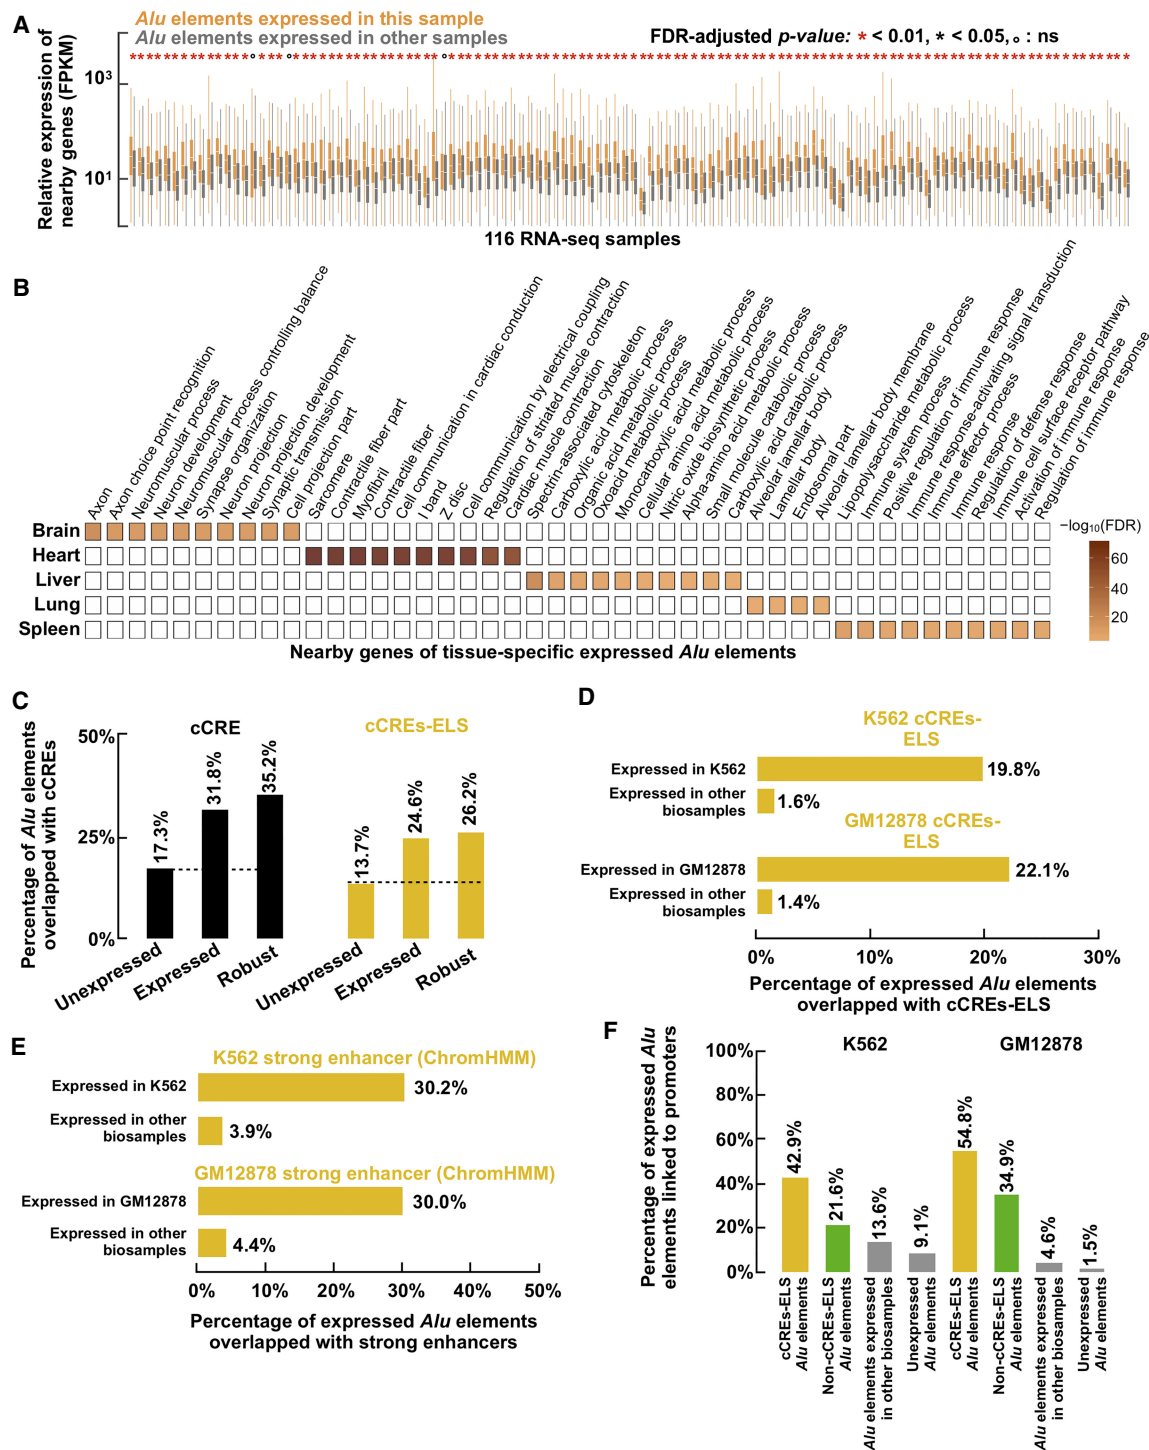 A
Alu elements expressed in this sample
Alu elements expressed in other samples
FDR-adjusted p-value: * < 0.01, * < 0.05, ∘ : ns
Relative expression of
nearby genes (FPKM)
10³
10¹
116 RNA-seq samples
B
Axon
Axon choice point recognition
Neuromuscular process
Neuron development
Neuromuscular process controlling balance
Synapse organization
Neuron projection
Neuron projection development
Synaptic transmission
Cell projection part
Sarcomere
Contractile fiber part
Myofibril
Contractile fiber
Cell communication in cardiac conduction
I band
Z disc
Cell communication by electrical coupling
Regulation of striated muscle contraction
Cardiac muscle contraction
Spectrin-associated cytoskeleton
Carboxylic acid metabolic process
Organic acid metabolic process
Oxoacid metabolic process
Monocarboxylic acid metabolic process
Cellular amino acid metabolic process
Nitric oxide biosynthetic process
Alpha-amino acid metabolic process
Small molecule catabolic process
Carboxylic acid catabolic process
Alveolar lamellar body
Lamellar body
Endosomal part
Alveolar lamellar body membrane
Lipopolysaccharide metabolic process
Immune system process
Positive regulation of immune response
Immune response-activating signal transduction
Immune effector process
Immune response
Regulation of defense response
Immune cell surface receptor pathway
Activation of immune response
Regulation of immune response
Brain
Heart
Liver
Lung
Spleen
−log₁₀(FDR)
60
40
20
Nearby genes of tissue-specific expressed Alu elements
C
Percentage of Alu elements
overlapped with cCREs
cCRE
cCREs-ELS
50%
25%
0%
17.3%
31.8%
35.2%
13.7%
24.6%
26.2%
Unexpressed
Expressed
Robust
Unexpressed
Expressed
Robust
D
K562 cCREs-
ELS
Expressed in K562
19.8%
Expressed in other
biosamples
1.6%
GM12878 cCREs-
ELS
Expressed in GM12878
22.1%
Expressed in other
biosamples
1.4%
0%
10%
20%
30%
Percentage of expressed Alu elements
overlapped with cCREs-ELS
E
K562 strong enhancer (ChromHMM)
Expressed in K562
30.2%
Expressed in other
biosamples
3.9%
GM12878 strong enhancer (ChromHMM)
Expressed in GM12878
30.0%
Expressed in other
biosamples
4.4%
0%
10%
20%
30%
40%
50%
Percentage of expressed Alu elements
overlapped with strong enhancers
F
Percentage of expressed Alu
elements linked to promoters
K562
GM12878
100%
80%
60%
40%
20%
0%
42.9%
21.6%
13.6%
9.1%
54.8%
34.9%
4.6%
1.5%
cCREs-ELS
Alu elements
Non-cCREs-ELS
Alu elements
Alu elements expressed
in other biosamples
Unexpressed
Alu elements
cCREs-ELS
Alu elements
Non-cCREs-ELS
Alu elements
Alu elements expressed
in other biosamples
Unexpressed
Alu elements